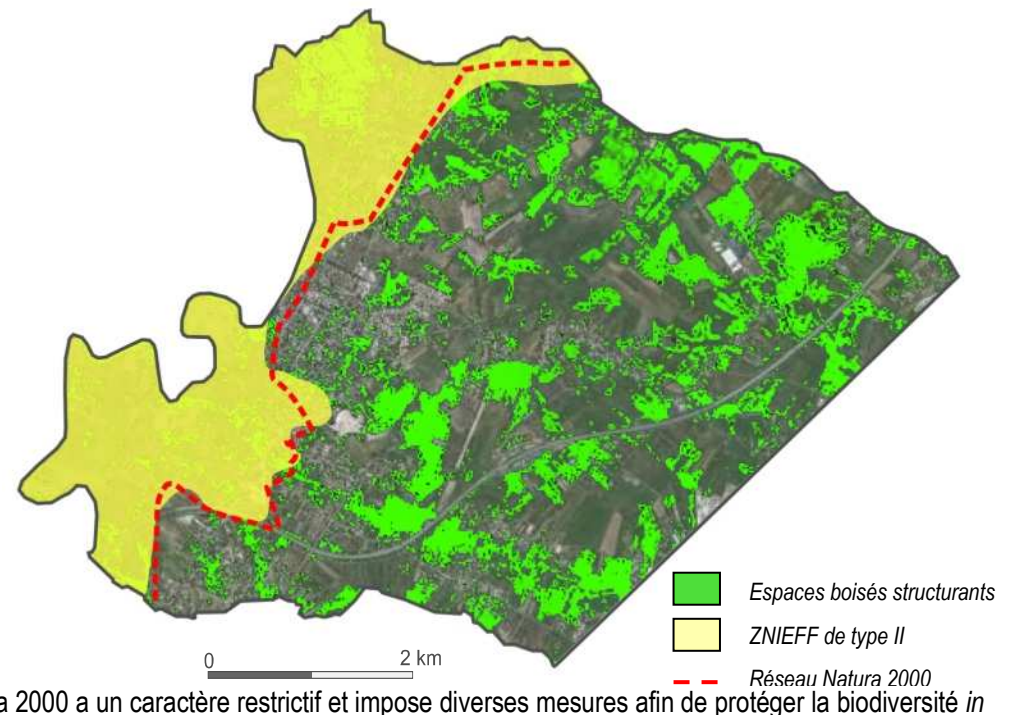 Espaces boisés structurants
ZNIEFF de type II
0 2 km
Réseau Natura 2000
a 2000 a un caractère restrictif et impose diverses mesures afin de protéger la biodiversité in